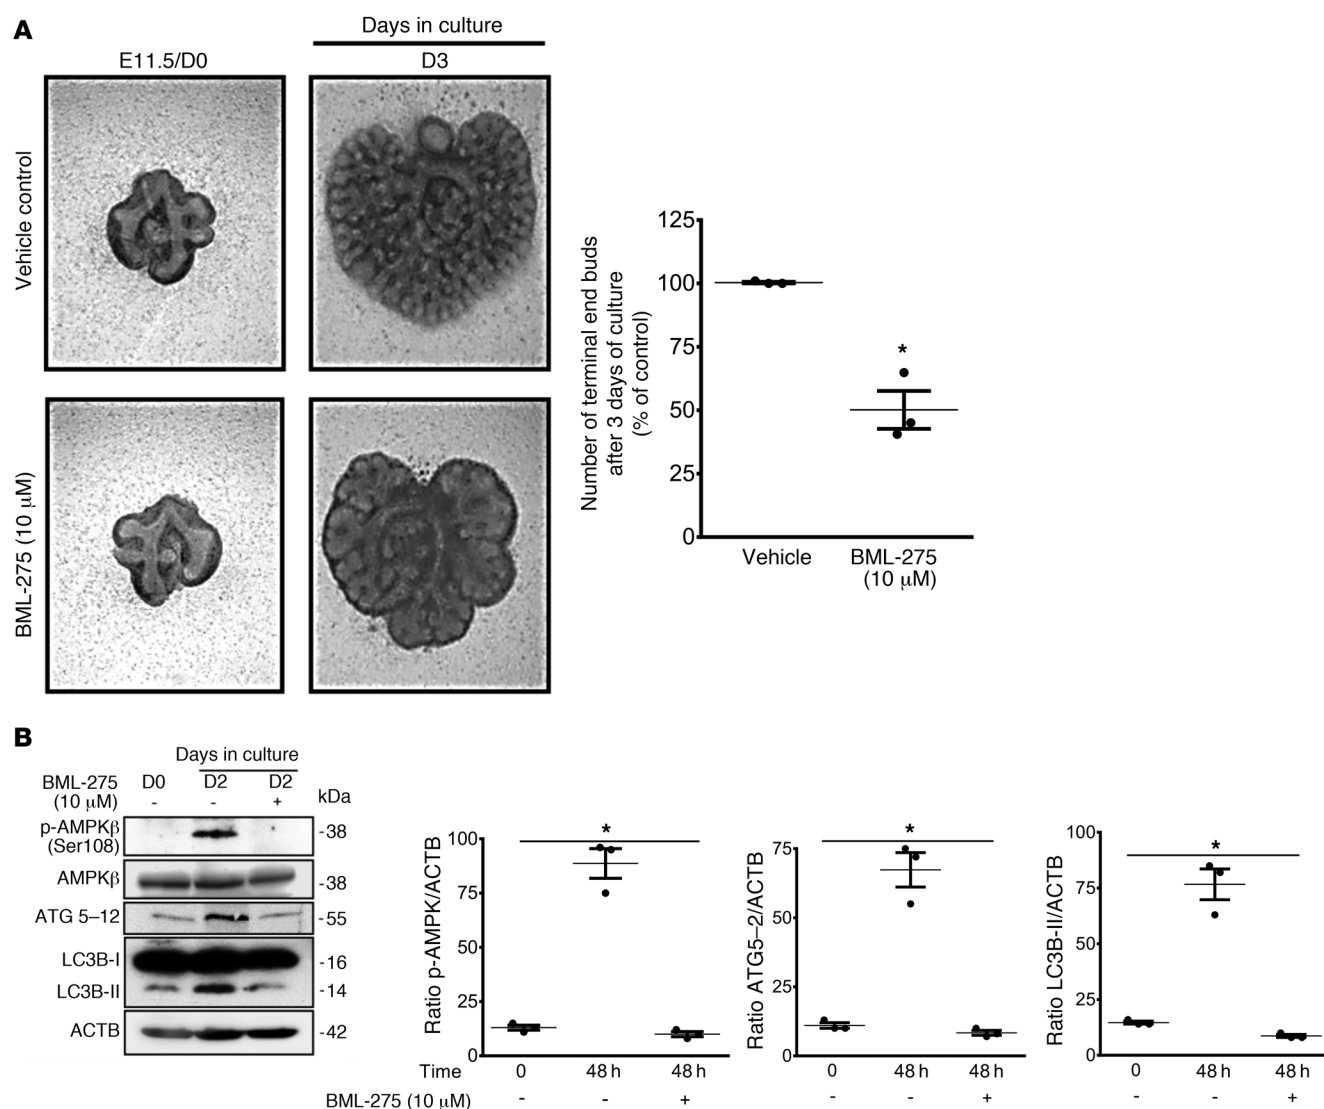 A
Days in culture
E11.5/D0
D3
Vehicle control
BML-275 (10 µM)
Number of terminal end buds
after 3 days of culture
(% of control)
125
100
75
50
25
0
*
Vehicle
BML-275
(10 µM)
B
Days in culture
BML-275 D0 D2 D2
(10 µM) - - + kDa
p-AMPKβ
(Ser108)
-38
AMPKβ -38
ATG 5–12 -55
LC3B-I -16
LC3B-II -14
ACTB -42
Ratio p-AMPK/ACTB
100
75
50
25
0
*
Ratio ATG5–2/ACTB
75
50
25
0
*
Ratio LC3B-II/ACTB
100
75
50
25
0
*
Time 0 48 h 48 h 0 48 h 48 h 0 48 h 48 h
BML-275 (10 µM) - - + - - + - - +